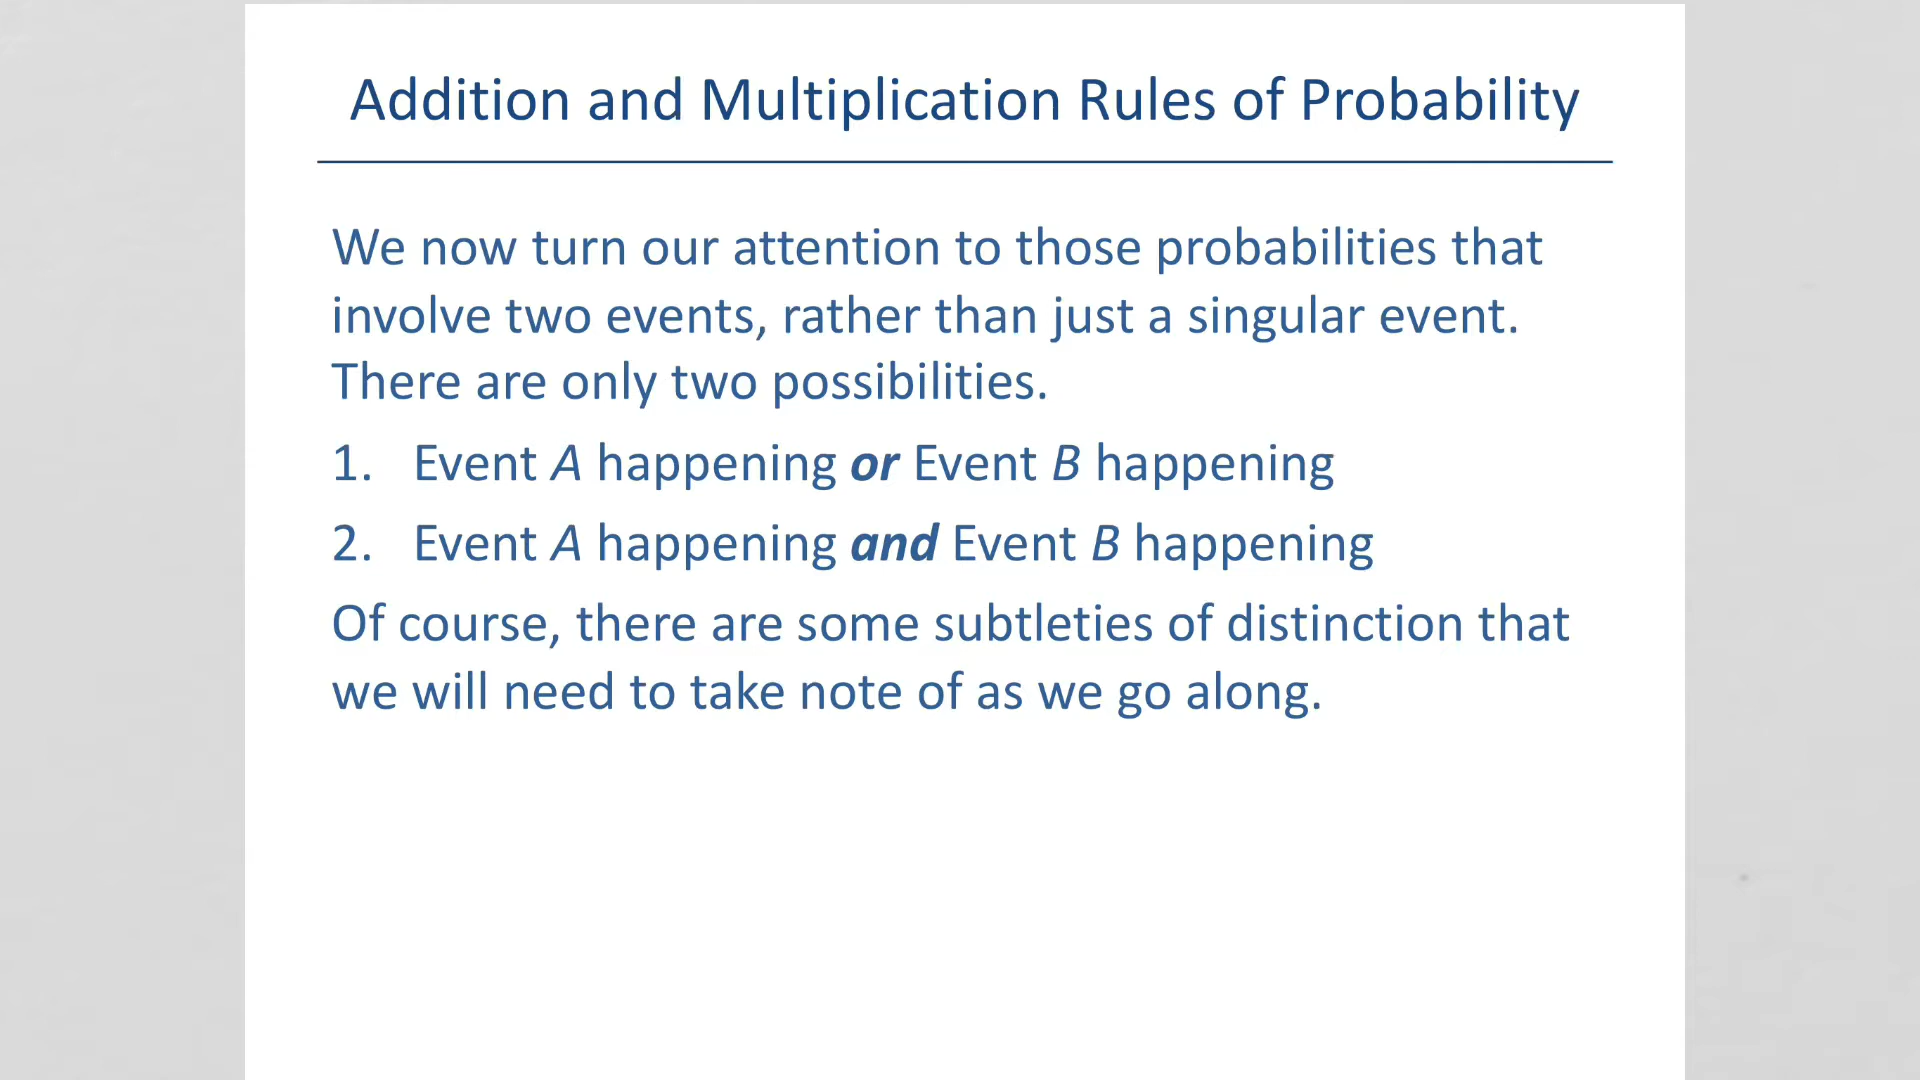 Addition and Multiplication Rules of Probability
We now turn our attention to those probabilities that
involve two events, rather than just a singular event.
There are only two possibilities.
1. Event A happening or Event B happening
2. Event A happening and Event B happening
Of course, there are some subtleties of distinction that
we will need to take note of as we go along.